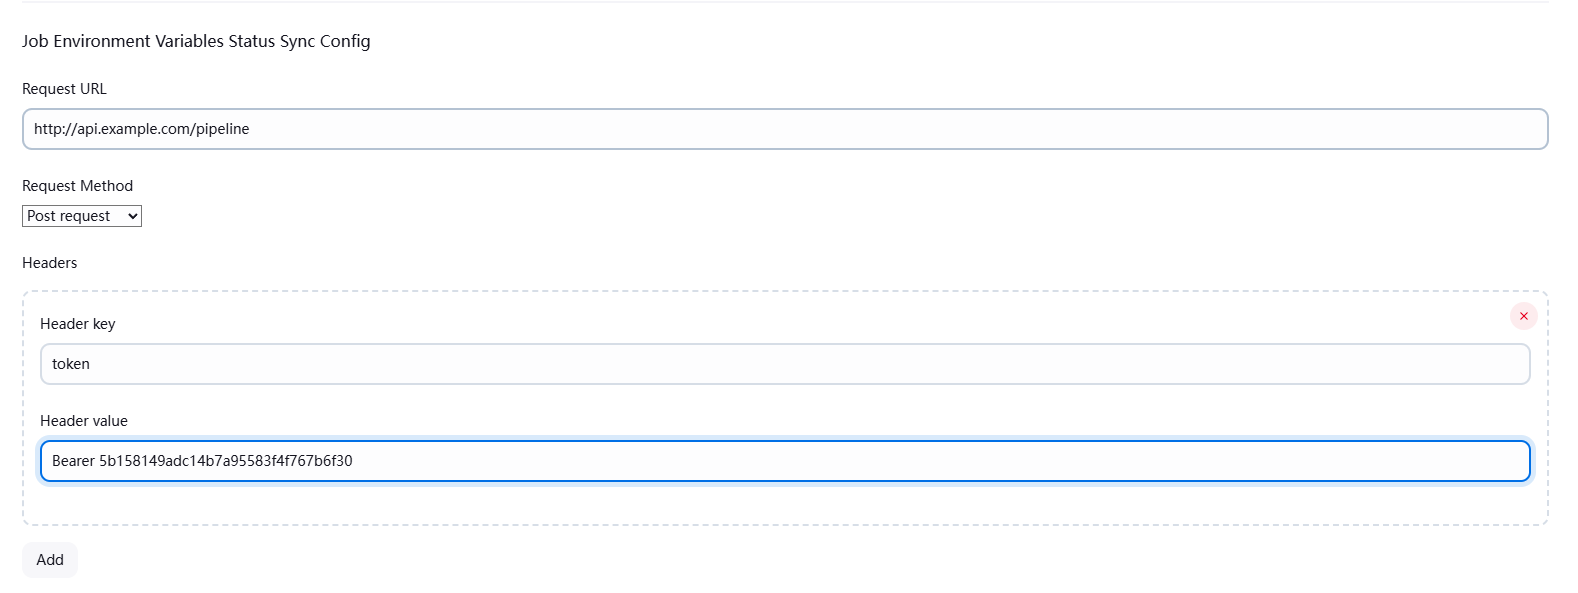 Job Environment Variables Status Sync Config
Request URL
http://api.example.com/pipeline
Request Method
Post request
Headers
Header key
token
Header value
Bearer 5b158149adc14b7a95583f4f767b6f30
Add